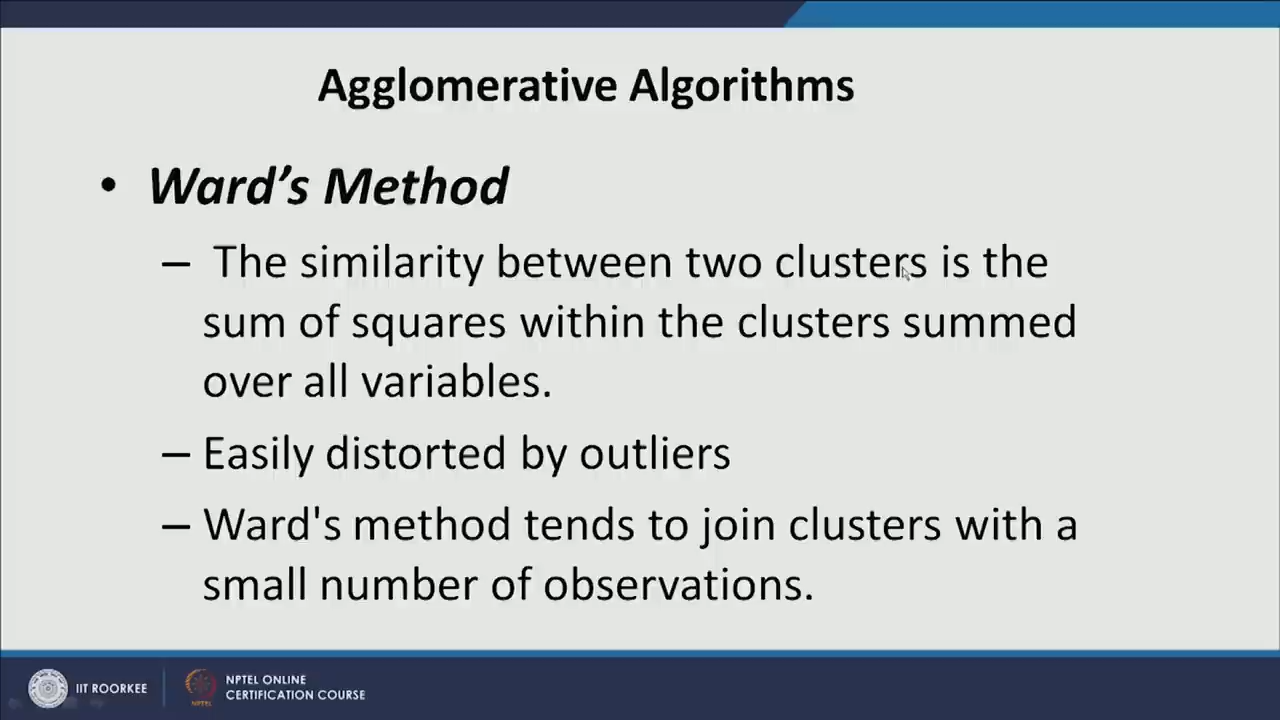 Agglomerative Algorithms
• Ward’s Method
– The similarity between two clusters is the
sum of squares within the clusters summed
over all variables.
– Easily distorted by outliers
– Ward's method tends to join clusters with a
small number of observations.
IIT ROORKEE
NPTEL ONLINE
CERTIFICATION COURSE
NPTEL